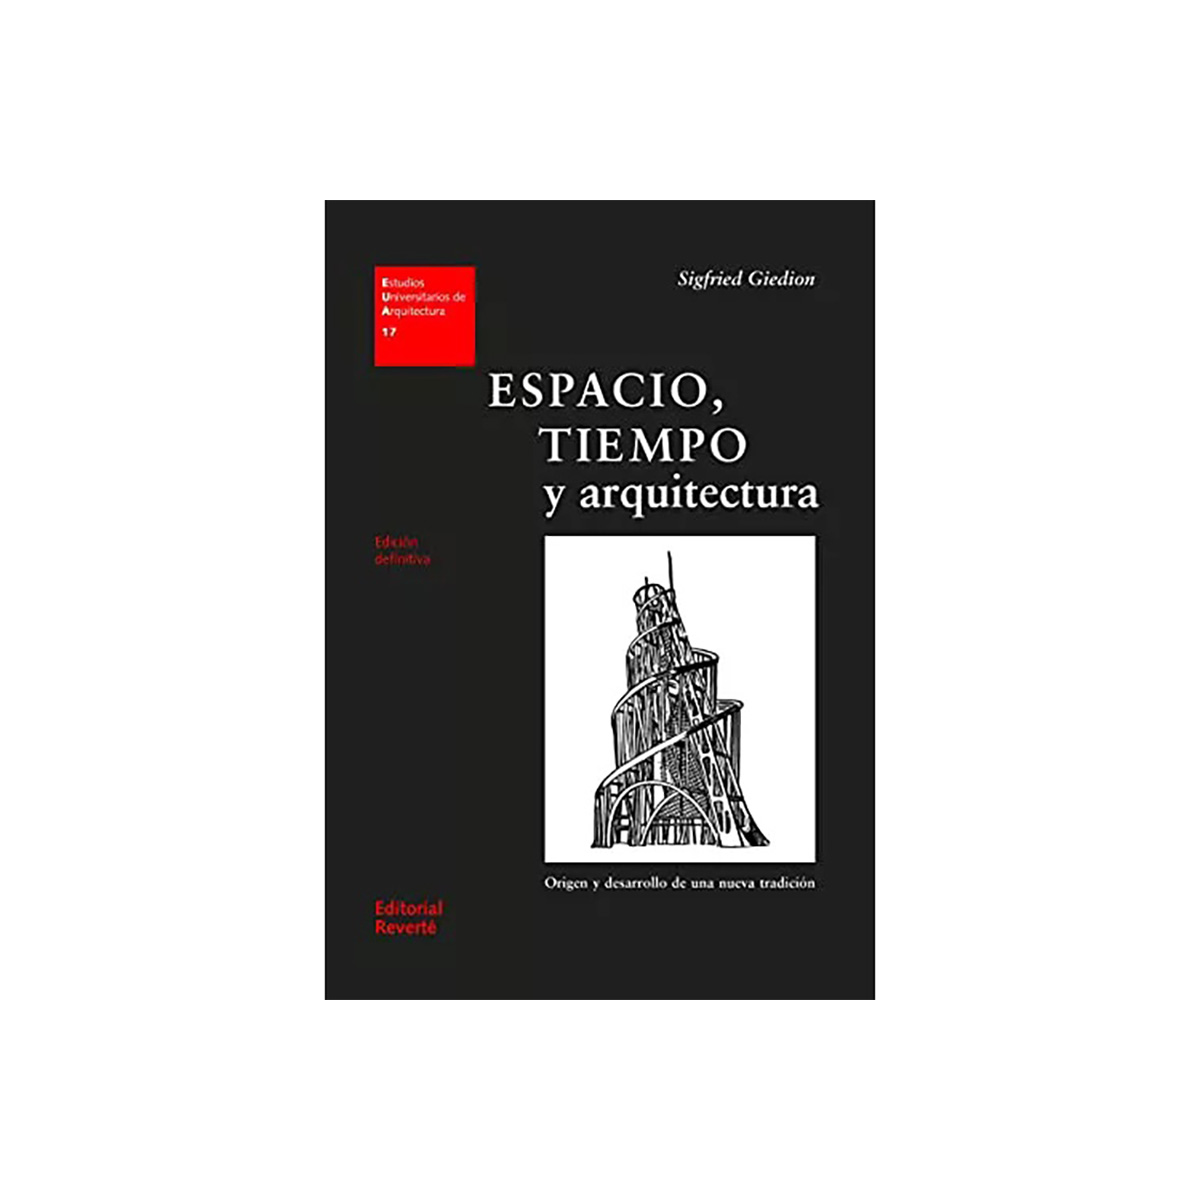 Sigfried Giedion
Estudios
Universitarios de
Arquitectura
17
ESPACIO,
TIEMPO
y arquitectura
Edición
definitiva
Origen y desarrollo de una nueva tradición
Editorial
Reverté